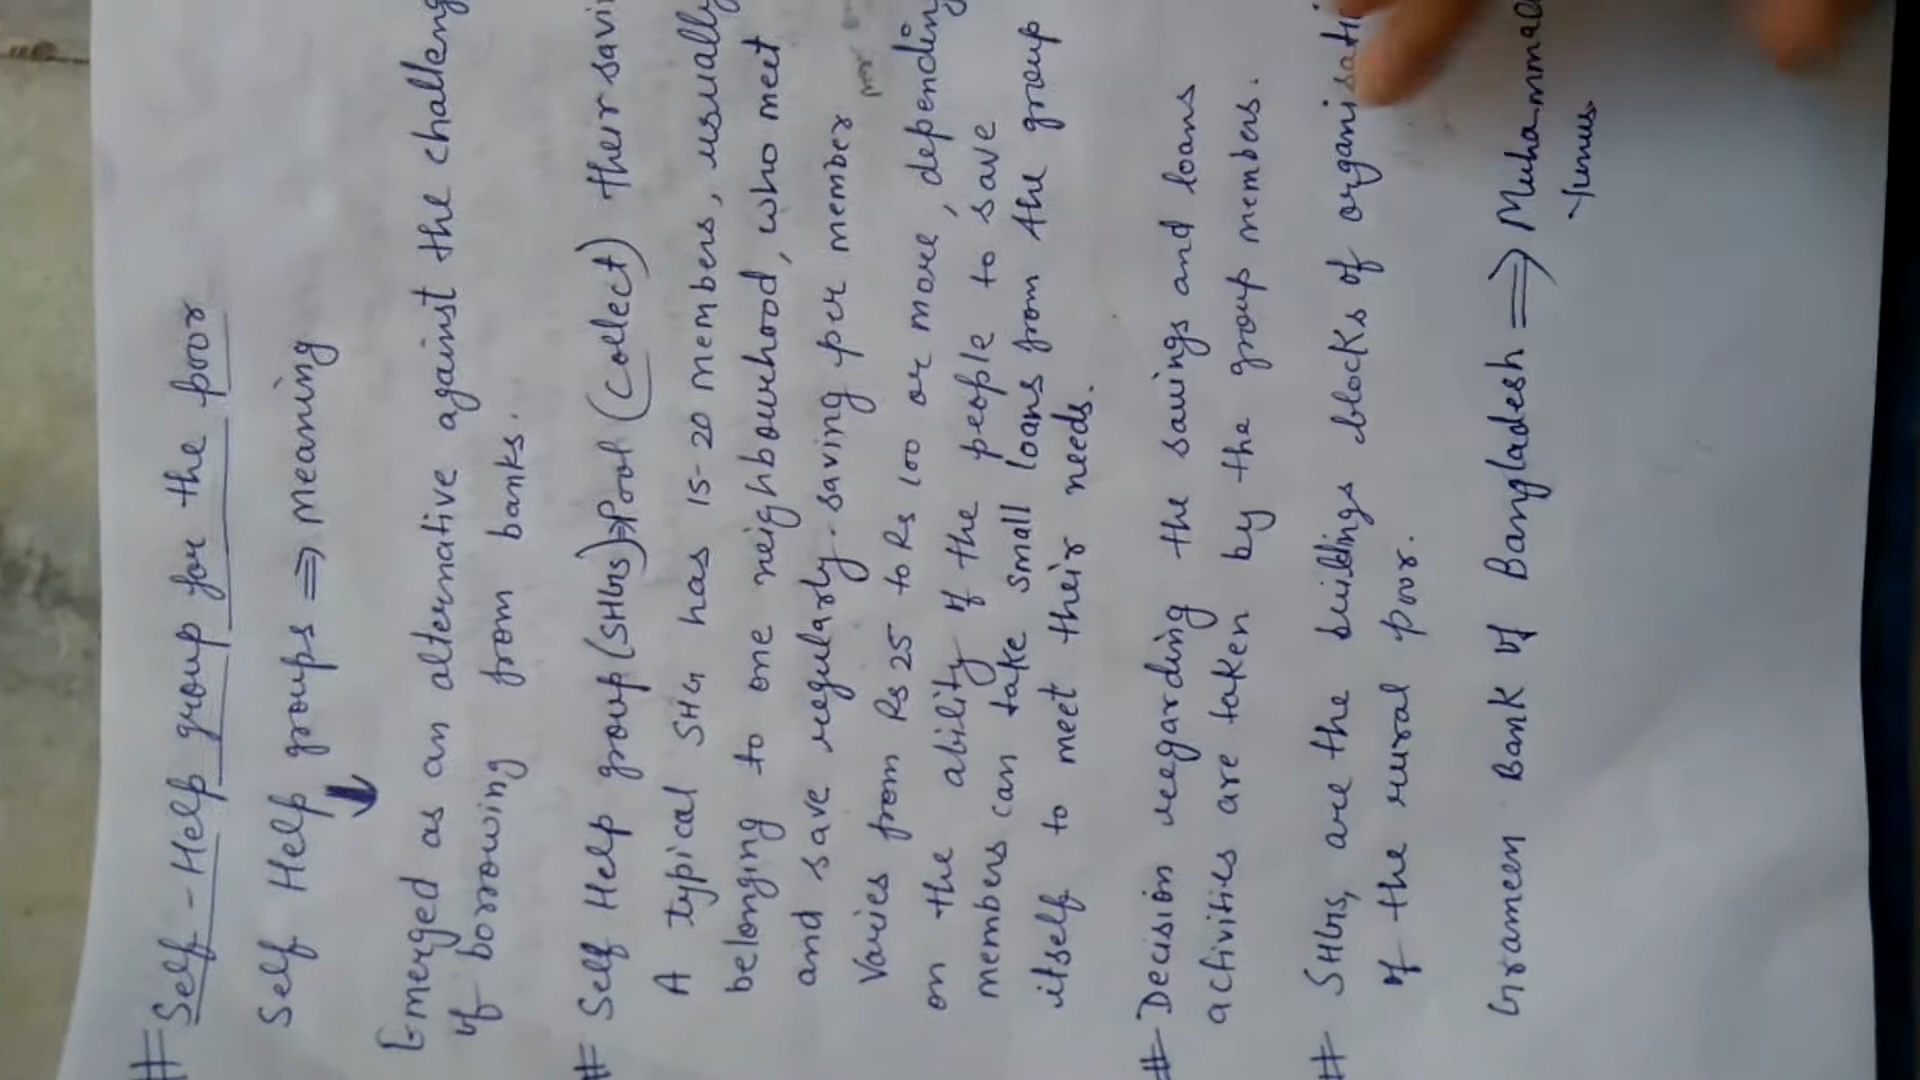 # Self-Help group for the poor
Self Help groups ⇒ meaning
Emerged as an alternative against the challeng
of borrowing from banks.
# Self Help group (SHGs) ⇒ Pool (collect) their savi
A typical SHG has 15-20 members, usually
belonging to one neighbourhood, who meet
and save regularly. saving per member
Varies from Rs 25 to Rs 100 or more, depending
on the ability of the people to save
members can take small loans from the group
itself to meet their needs.
# Decision regarding the savings and loans
activities are taken by the group members.
# SHGs, are the buildings blocks of organisati
of the rural poor.
Grameen Bank of Bangladesh ⇒ Muhammad
Yunus